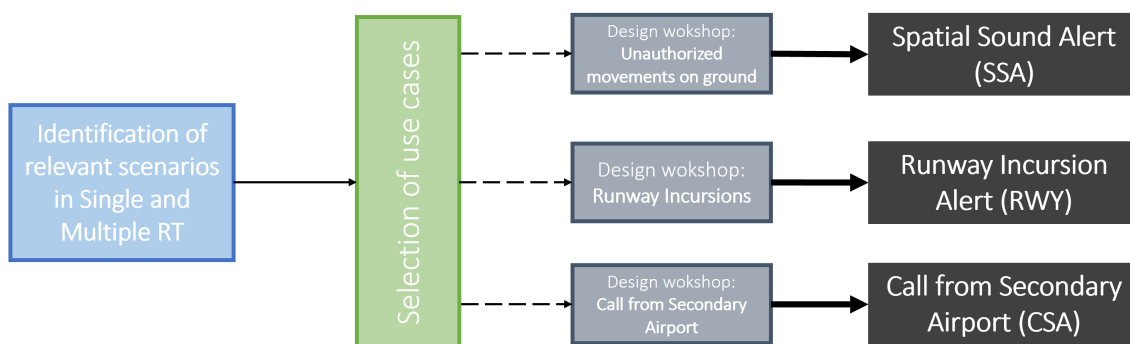 Identification of
relevant scenarios
in Single and
Multiple RT
Selection of use cases
Design wokshop:
Unauthorized
movements on ground
Spatial Sound Alert
(SSA)
Design wokshop:
Runway Incursions
Runway Incursion
Alert (RWY)
Design wokshop:
Call from Secondary
Airport
Call from Secondary
Airport (CSA)